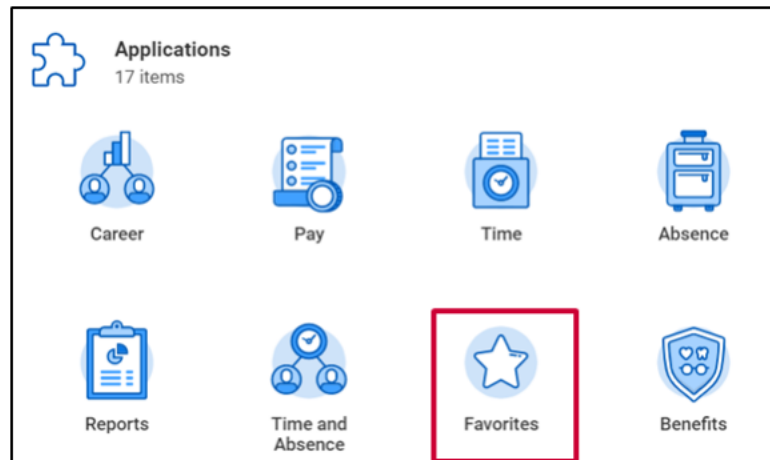 Applications
17 items
Career
Pay
Time
Absence
Reports
Time and
Absence
Favorites
Benefits